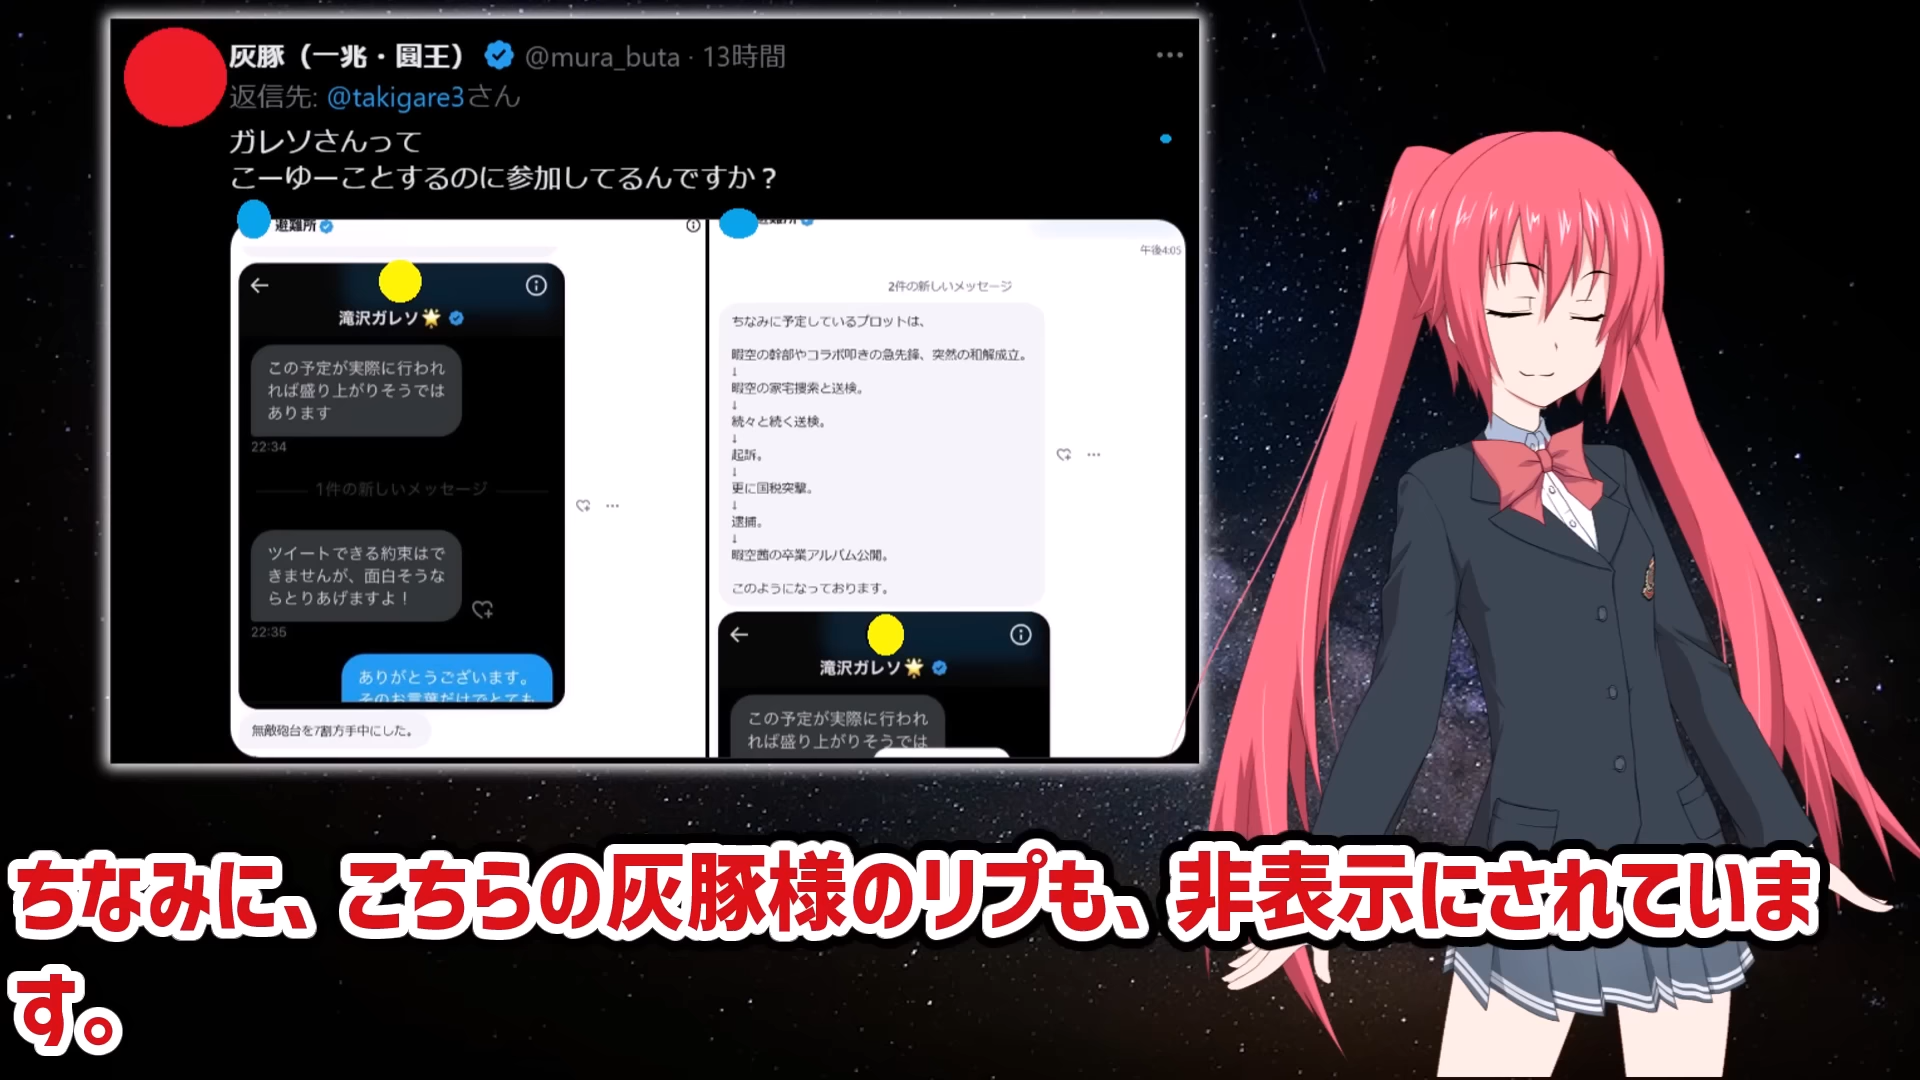 灰豚（一兆・圓王） @mura_buta · 13時間
返信先: @takigare3さん
ガレソさんって
こーゆーことするのに参加してるんですか？
避難所
滝沢ガレソ
この予定が実際に行われ
れば盛り上がりそうでは
あります
22:34
1件の新しいメッセージ
ツイートできる約束はで
きませんが、面白そうな
らとりあげますよ！
22:35
ありがとうございます。
そのお言葉だけでとても
無敵砲台を7割方手中にした。
避難所
午後4:05
2件の新しいメッセージ
ちなみに予定しているプロットは、
暇空の幹部やコラボ叩きの急先鋒、突然の和解成立。
↓
暇空の家宅捜索と送検。
↓
続々と続く送検。
↓
起訴。
↓
更に国税突撃。
↓
逮捕。
↓
暇空茜の卒業アルバム公開。
このようになっております。
滝沢ガレソ
この予定が実際に行われ
れば盛り上がりそうでは
ちなみに、こちらの灰豚様のリプも、非表示にされていま
す。